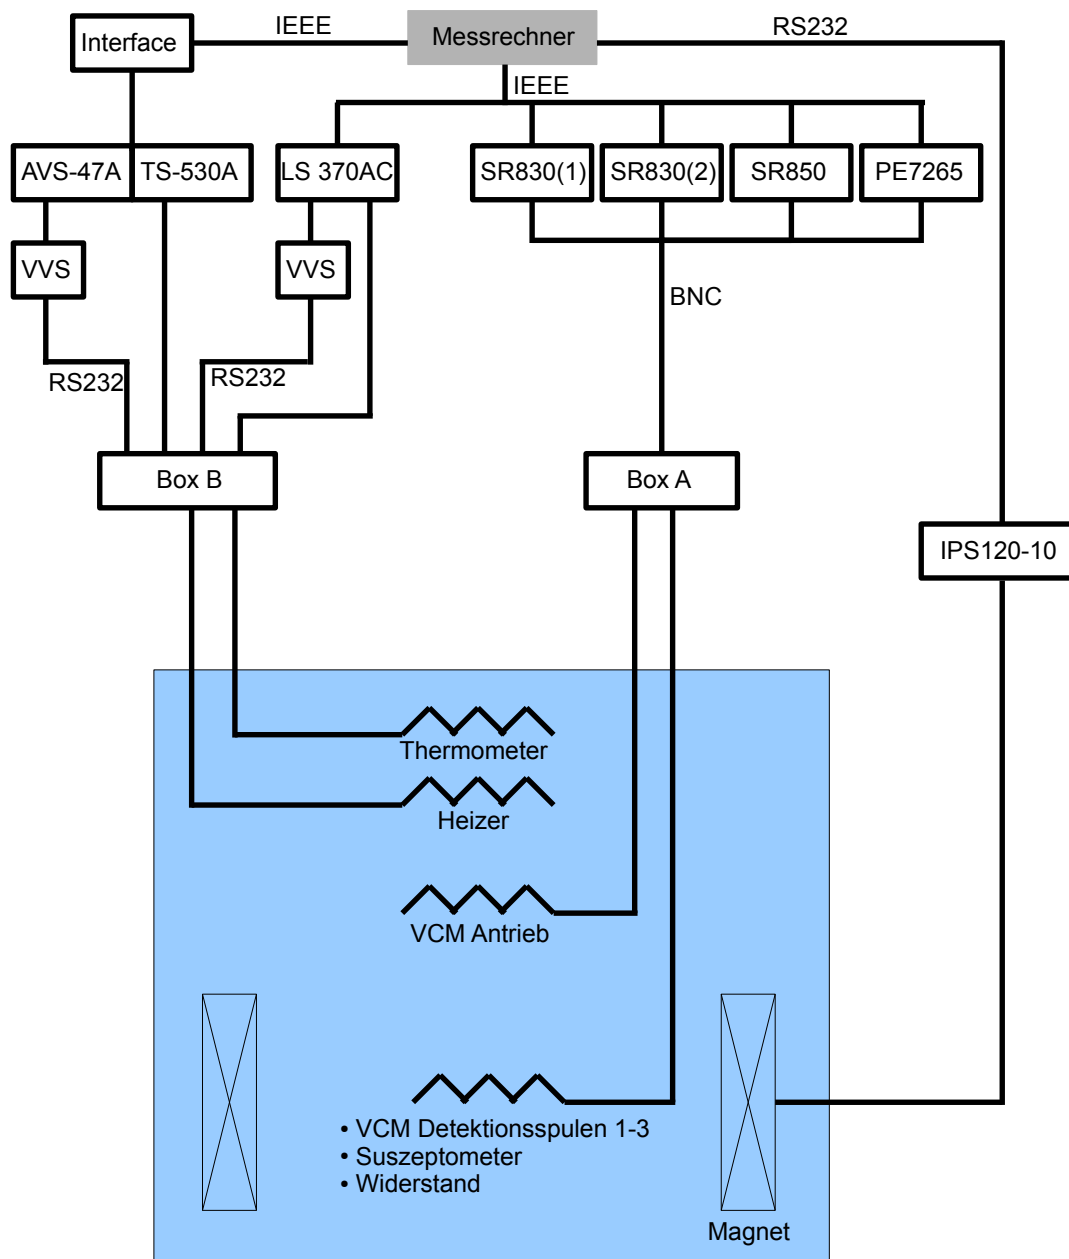 IEEE
Messrechner
RS232
Interface
IEEE
AVS-47A
TS-530A
LS 370AC
SR830(1)
SR830(2)
SR850
PE7265
VVS
VVS
BNC
RS232
RS232
Box B
Box A
IPS120-10
Thermometer
Heizer
VCM Antrieb
• VCM Detektionsspulen 1-3
• Suszeptometer
• Widerstand
Magnet